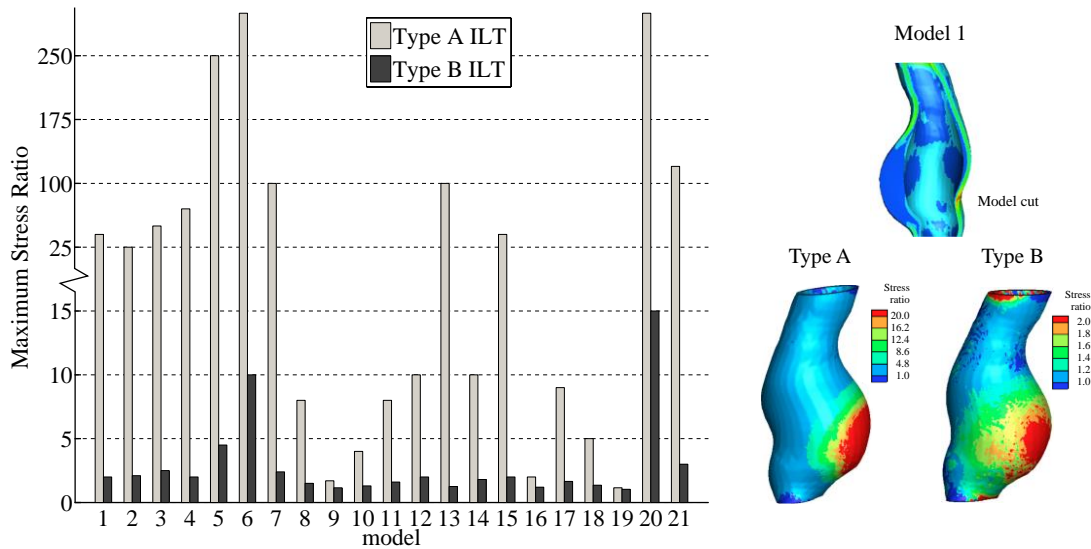 Maximum Stress Ratio
250
175
100
25
15
10
5
0
Type A ILT
Type B ILT
1 2 3 4 5 6 7 8 9 10 11 12 13 14 15 16 17 18 19 20 21
model
Model 1
Model cut
Type A
Stress
ratio
20.0
16.2
12.4
8.6
4.8
1.0
Type B
Stress
ratio
2.0
1.8
1.6
1.4
1.2
1.0